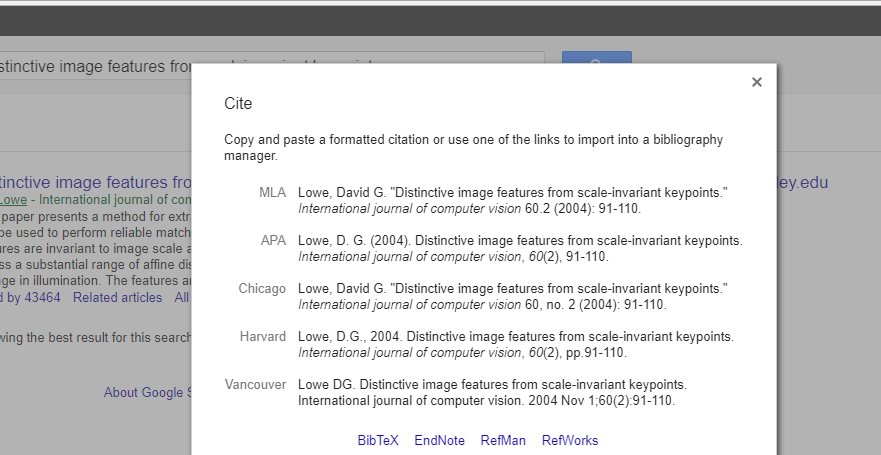 stinctive image features from
×
Cite
Copy and paste a formatted citation or use one of the links to import into a bibliography
manager.
tinctive image features fro
ley.edu
MLA Lowe, David G. "Distinctive image features from scale-invariant keypoints."
Lowe - International journal of com
International journal of computer vision 60.2 (2004): 91-110.
paper presents a method for extr
be used to perform reliable match
APA Lowe, D. G. (2004). Distinctive image features from scale-invariant keypoints.
ures are invariant to image scale a
International journal of computer vision, 60(2), 91-110.
ss a substantial range of affine dis
ge in illumination. The features ar
Chicago Lowe, David G. "Distinctive image features from scale-invariant keypoints."
d by 43464 Related articles All
International journal of computer vision 60, no. 2 (2004): 91-110.
wing the best result for this search
Harvard Lowe, D.G., 2004. Distinctive image features from scale-invariant keypoints.
International journal of computer vision, 60(2), pp.91-110.
Vancouver Lowe DG. Distinctive image features from scale-invariant keypoints.
About Google S
International journal of computer vision. 2004 Nov 1;60(2):91-110.
BibTeX EndNote RefMan RefWorks